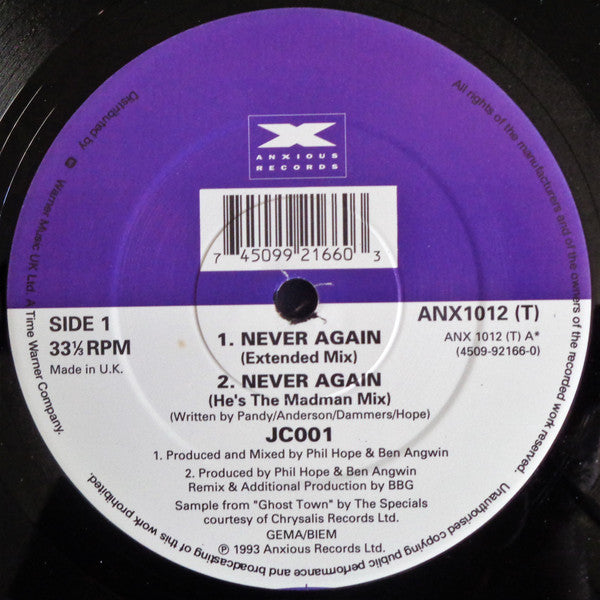 ANXIOUS
RECORDS
7 45099 21660 3
SIDE 1
33⅓ RPM
Made in U.K.
ANX1012 (T)
ANX 1012 (T) A*
(4509-92166-0)
1. NEVER AGAIN
(Extended Mix)
2. NEVER AGAIN
(He's The Madman Mix)
(Written by Pandy/Anderson/Dammers/Hope)
JC001
1. Produced and Mixed by Phil Hope & Ben Angwin
2. Produced by Phil Hope & Ben Angwin
Remix & Additional Production by BBG
Sample from "Ghost Town" by The Specials
courtesy of Chrysalis Records Ltd.
GEMA/BIEM
℗ 1993 Anxious Records Ltd.
Distributed by Warner Music UK Ltd. A Time Warner Company.
All rights of the manufacturers and of the owners of the recorded work reserved. Unauthorised copying public performance and broadcasting of this work prohibited.